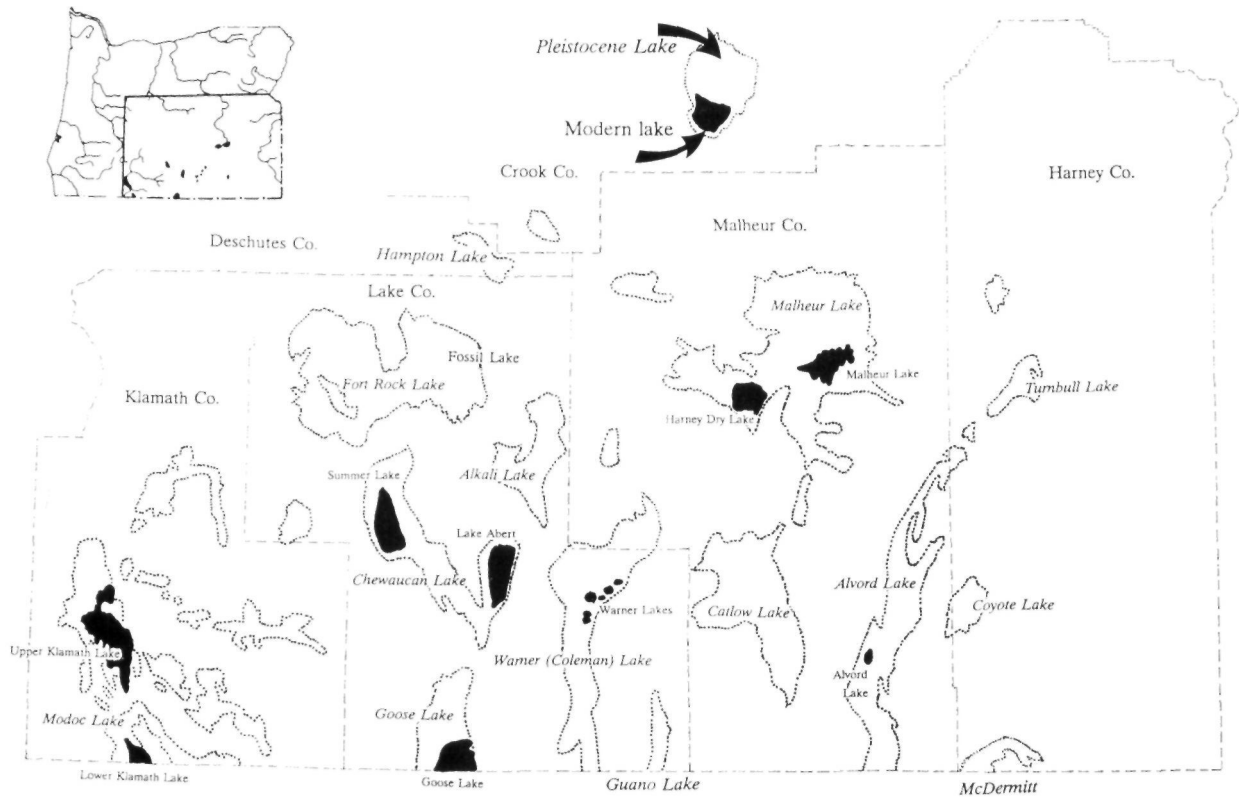 Pleistocene Lake
Modern lake
Crook Co.
Harney Co.
Malheur Co.
Deschutes Co.
Hampton Lake
Lake Co.
Malheur Lake
Fossil Lake
Fort Rock Lake
Malheur Lake
Turnbull Lake
Klamath Co.
Harney Dry Lake
Summer Lake
Alkali Lake
Lake Abert
Chewaucan Lake
Alvord Lake
Warner Lakes
Catlow Lake
Coyote Lake
Upper Klamath Lake
Warner (Coleman) Lake
Alvord
Lake
Modoc Lake
Goose Lake
Lower Klamath Lake
Goose Lake
Guano Lake
McDermitt